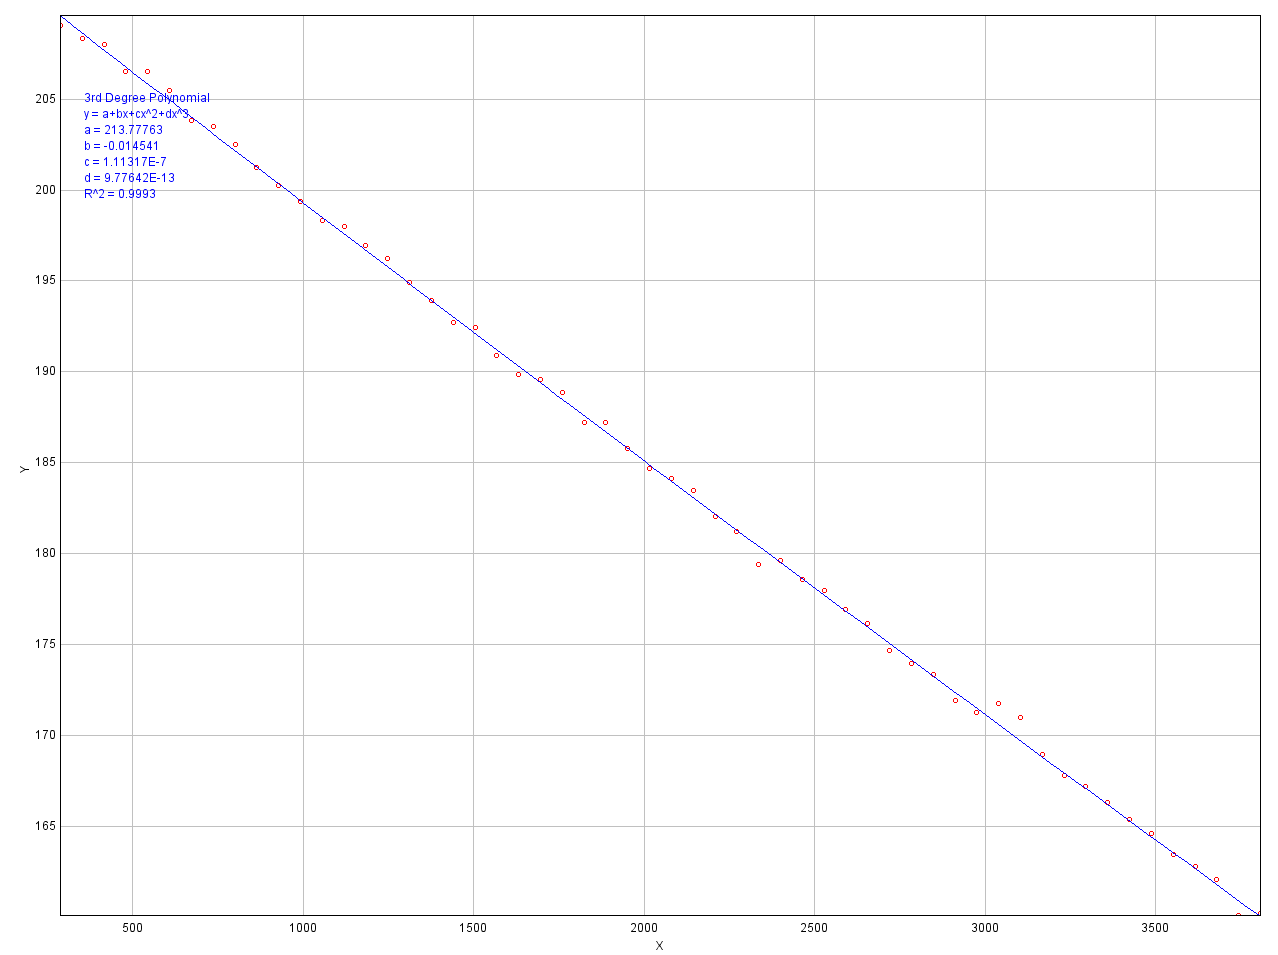 205
200
195
190
185
180
175
170
165
Y
3rd Degree Polynomial
y = a+bx+cx^2+dx^3
a = 213.77763
b = -0.014541
c = 1.11317E-7
d = 9.77642E-13
R^2 = 0.9993
500 1000 1500 2000 2500 3000 3500
X